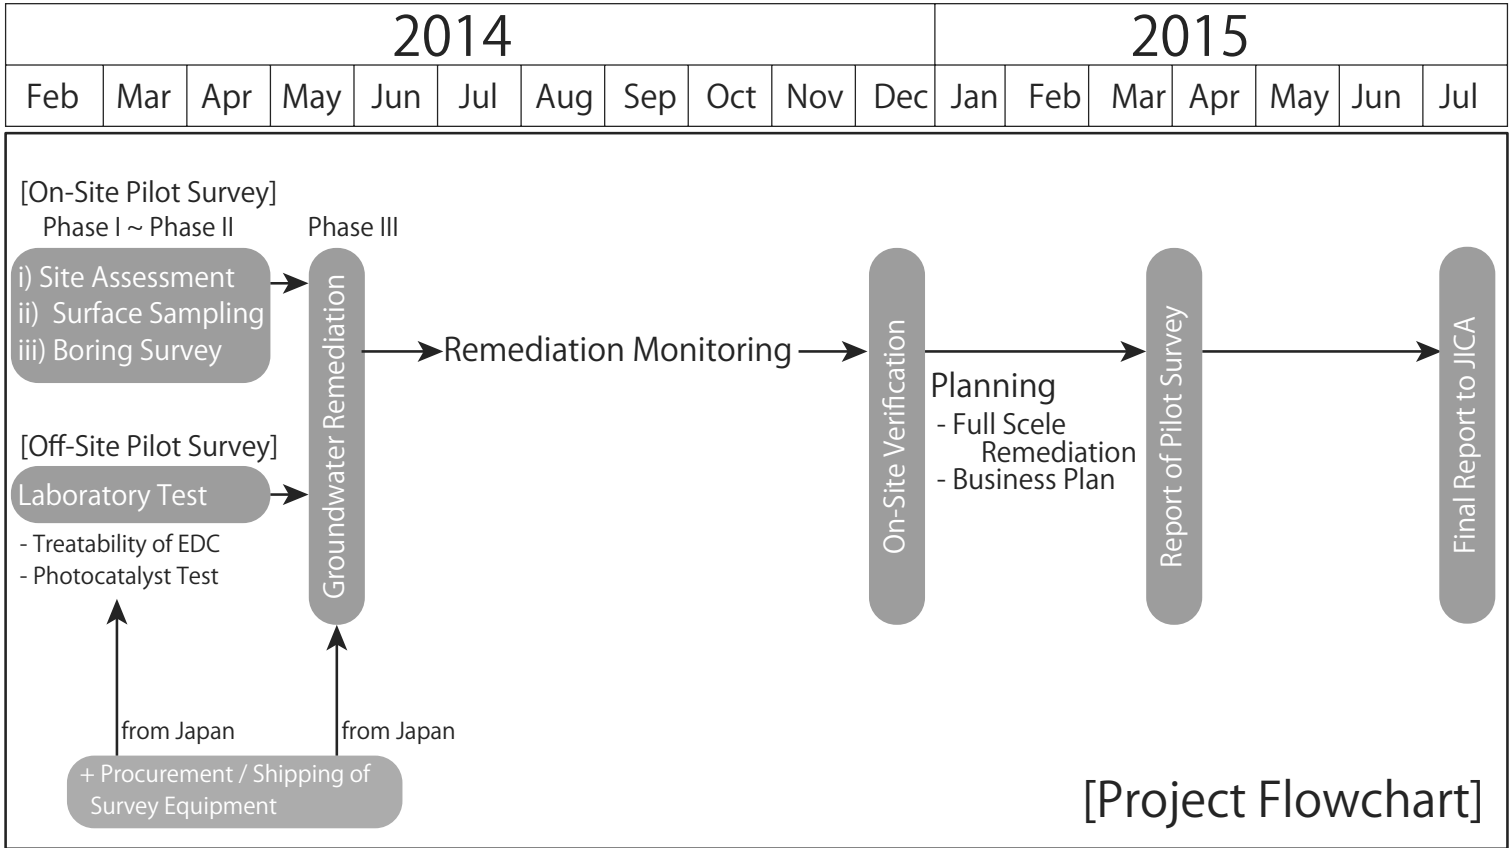 2014 2015
Feb Mar Apr May Jun Jul Aug Sep Oct Nov Dec Jan Feb Mar Apr May Jun Jul
[On-Site Pilot Survey]
Phase I ~ Phase II
Phase III
i) Site Assessment
ii) Surface Sampling
iii) Boring Survey
Groundwater Remediation
Remediation Monitoring
On-Site Verification
Planning
- Full Scele
Remediation
- Business Plan
Report of Pilot Survey
Final Report to JICA
[Off-Site Pilot Survey]
Laboratory Test
- Treatability of EDC
- Photocatalyst Test
from Japan
from Japan
+ Procurement / Shipping of
Survey Equipment
[Project Flowchart]